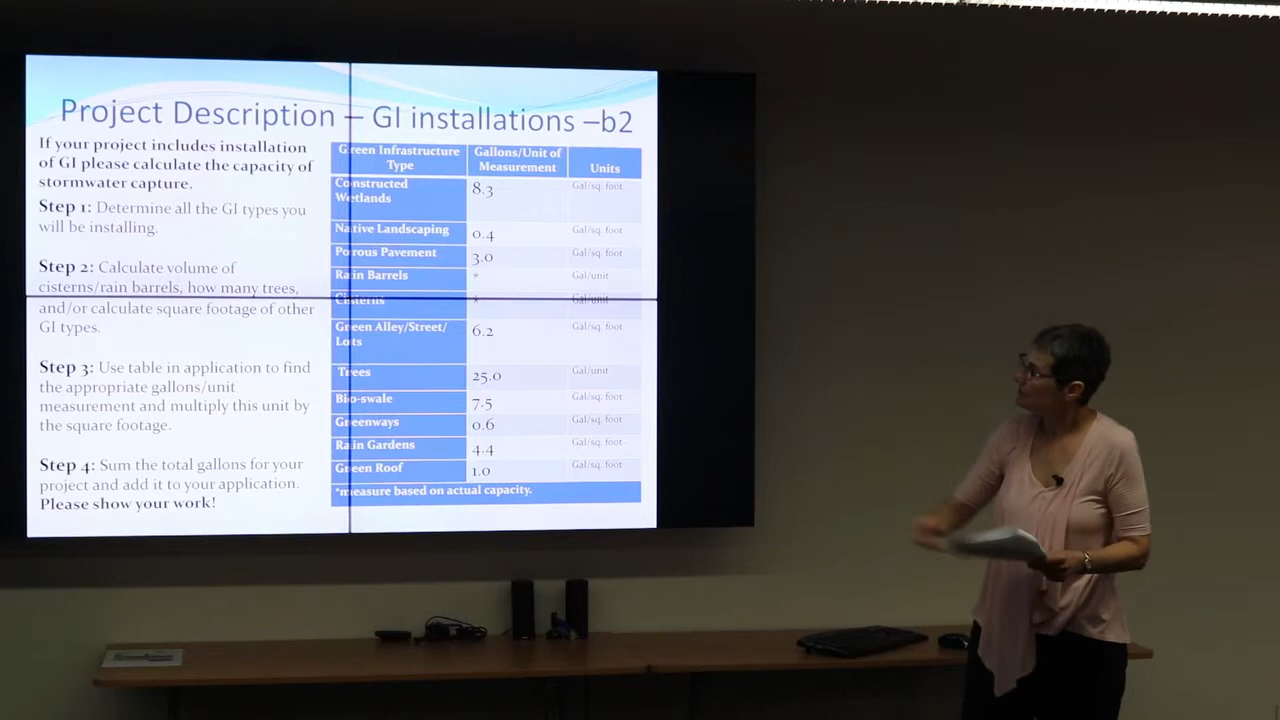 Project Description – GI installations –b2
If your project includes installation
of GI please calculate the capacity of
stormwater capture.
Step 1: Determine all the GI types you
will be installing.
Step 2: Calculate volume of
cisterns/rain barrels, how many trees,
and/or calculate square footage of other
GI types.
Step 3: Use table in application to find
the appropriate gallons/unit
measurement and multiply this unit by
the square footage.
Step 4: Sum the total gallons for your
project and add it to your application.
Please show your work!
Green Infrastructure Type Gallons/Unit of Measurement Units
Constructed Wetlands 8.3 Gal/sq. foot
Native Landscaping 0.4 Gal/sq. foot
Porous Pavement 3.0 Gal/sq. foot
Rain Barrels * Gal/unit
Cisterns * Gal/unit
Green Alley/Street/ Lots 6.2 Gal/sq. foot
Trees 25.0 Gal/unit
Bio-swale 7.5 Gal/sq. foot
Greenways 0.6 Gal/sq. foot
Rain Gardens 4.4 Gal/sq. foot
Green Roof 1.0 Gal/sq. foot
*measure based on actual capacity.